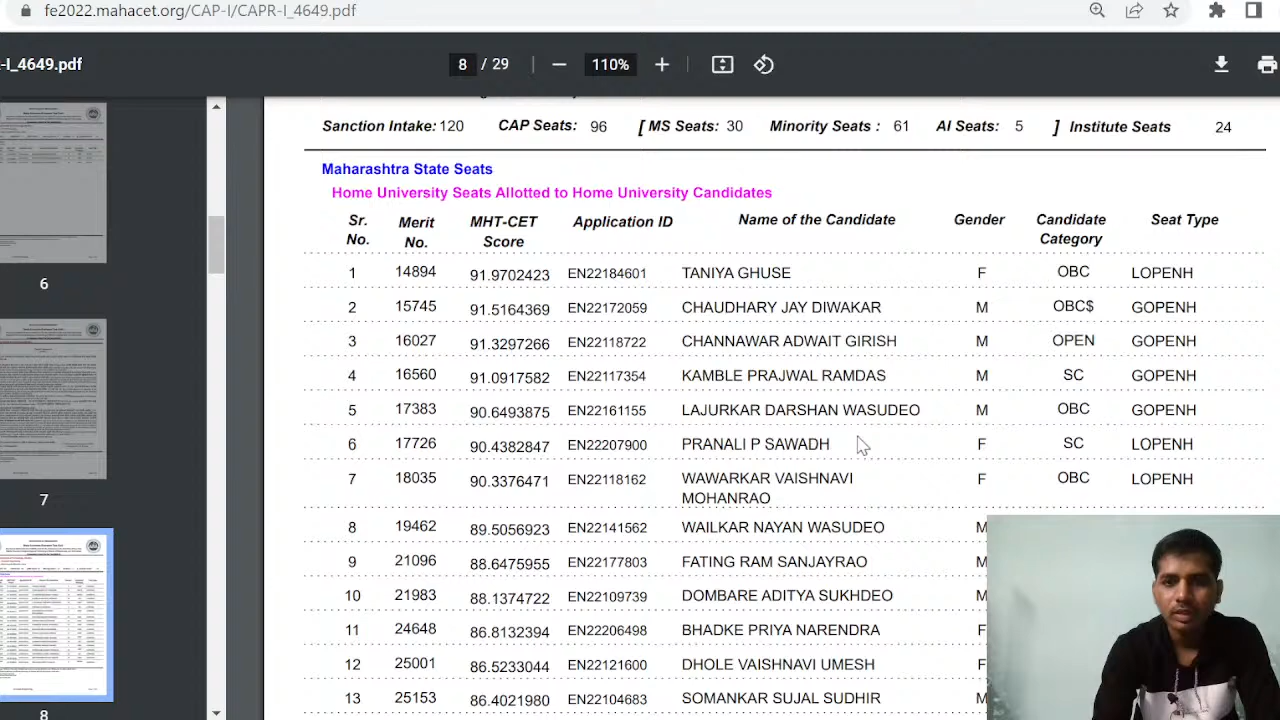 fe2022.mahacet.org/CAP-I/CAPR-I_4649.pdf
-I_4649.pdf 8 / 29 110%
Sanction Intake: 120 CAP Seats: 96 [ MS Seats: 30 Minority Seats : 61 AI Seats: 5 ] Institute Seats 24
Maharashtra State Seats
Home University Seats Allotted to Home University Candidates
Sr. No. Merit No. MHT-CET Score Application ID Name of the Candidate Gender Candidate Category Seat Type
1 14894 91.9702423 EN22184601 TANIYA GHUSE F OBC LOPENH
2 15745 91.5164369 EN22172059 CHAUDHARY JAY DIWAKAR M OBC$ GOPENH
3 16027 91.3297266 EN22118722 CHANNAWAR ADWAIT GIRISH M OPEN GOPENH
4 16560 91.0917582 EN22117354 KAMBLE PRAJWAL RAMDAS M SC GOPENH
5 17383 90.6493875 EN22161155 LAJURKAR DARSHAN WASUDEO M OBC GOPENH
6 17726 90.4382847 EN22207900 PRANALI P SAWADH F SC LOPENH
7 18035 90.3376471 EN22118162 WAWARKAR VAISHNAVI MOHANRAO F OBC LOPENH
8 19462 89.5056923 EN22141562 WAILKAR NAYAN WASUDEO M
9 21096 88.6475955 EN22177803 FATING RAM SANJAYRAO M
10 21983 88.1374722 EN22109739 DOMBARE ADITYA SUKHDEO M
11 24648 86.8132394 EN22206498 BHADKE PRIYA NARENDRA F
12 25001 86.5233044 EN22121600 DHOLE VAISHNAVI UMESH F
13 25153 86.4021980 EN22104683 SOMANKAR SUJAL SUDHIR M
6
7
8